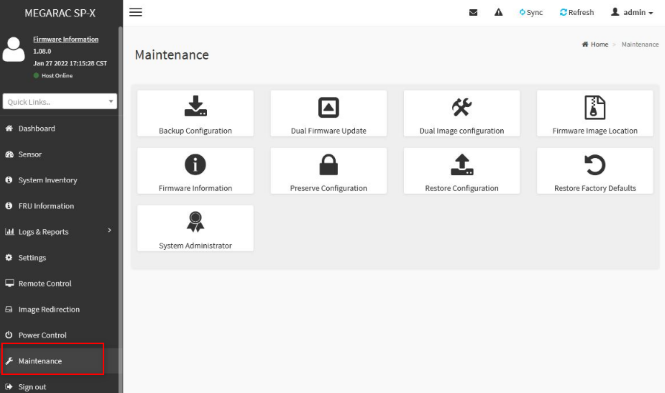 MEGARAC SP-X
Sync
Refresh
admin
Firmware Information
1.08.0
Jan 27 2022 17:15:28 CST
Host Online
Home > Maintenance
Maintenance
Quick Links..
Dashboard
Sensor
System Inventory
FRU Information
Logs & Reports
Settings
Remote Control
Image Redirection
Power Control
Maintenance
Sign out
Backup Configuration
Dual Firmware Update
Dual Image configuration
Firmware Image Location
Firmware Information
Preserve Configuration
Restore Configuration
Restore Factory Defaults
System Administrator